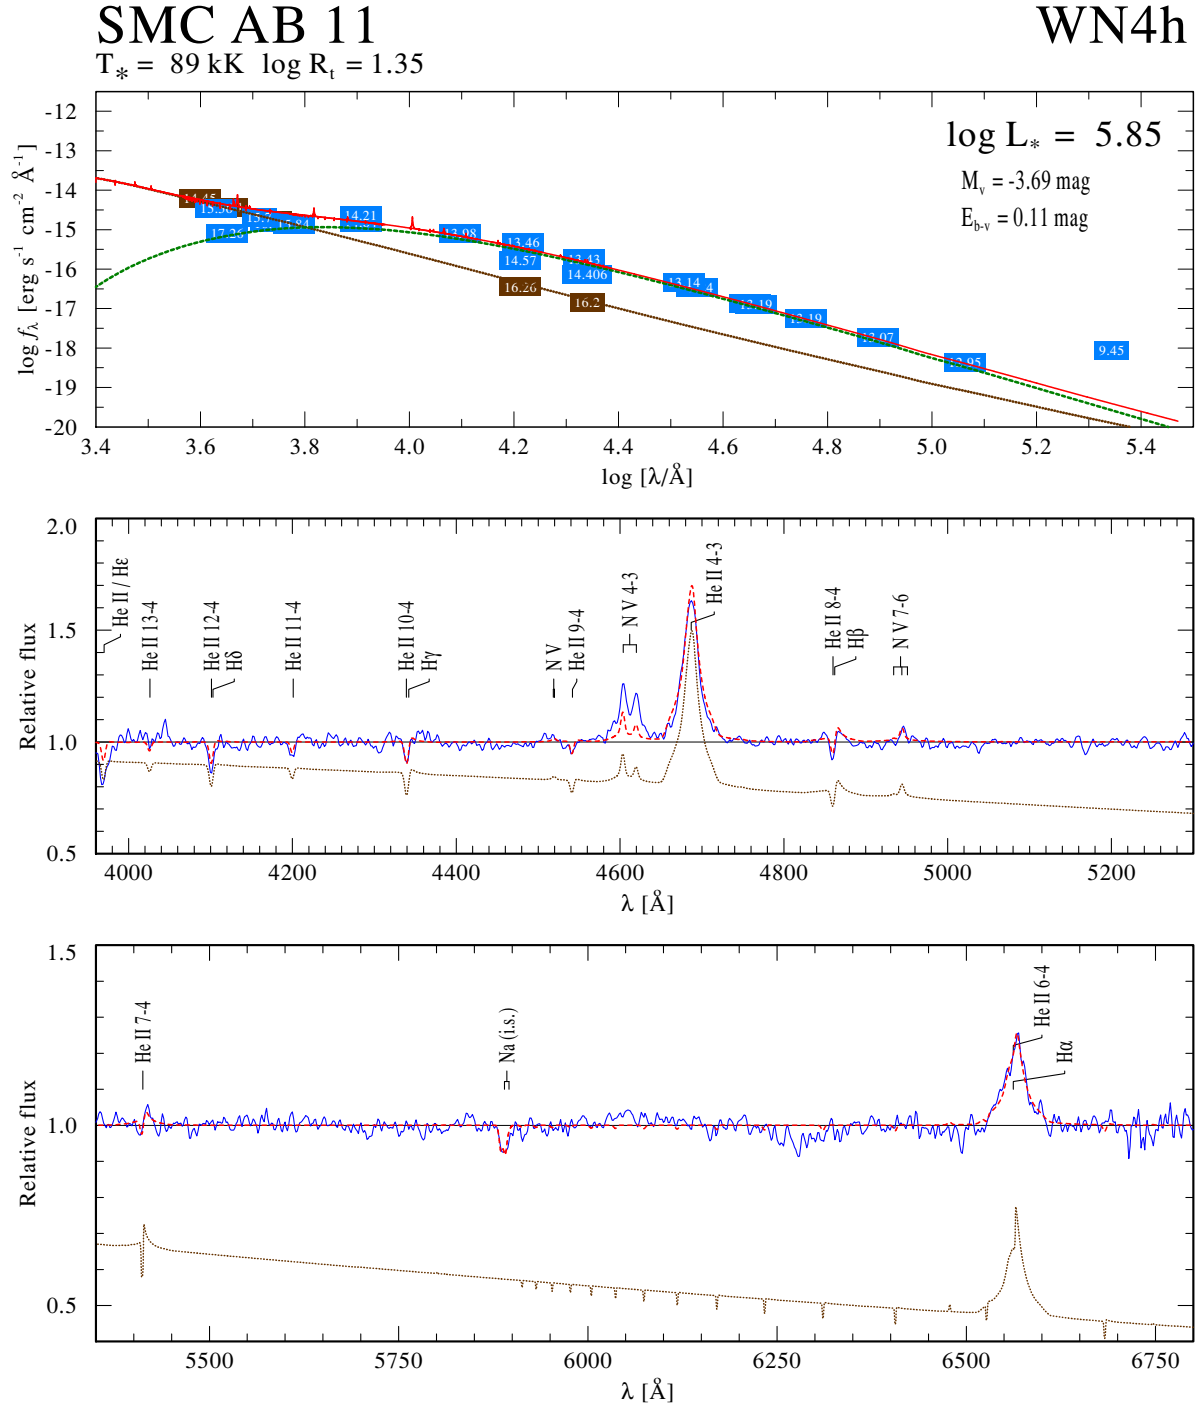 SMC AB 11
WN4h
T* = 89 kK log Rt = 1.35
log L* = 5.85
Mv = -3.69 mag
Eb-v = 0.11 mag
-12
-13
-14
-15
-16
-17
-18
-19
-20
log fλ [erg s-1 cm-2 Å-1]
17.26
14.21
13.98
13.46
14.57
13.43
14.406
16.26
16.2
13.14
13.19
13.19
13.07
12.95
9.45
3.4 3.6 3.8 4.0 4.2 4.4 4.6 4.8 5.0 5.2 5.4
log [λ/Å]
2.0
1.5
1.0
0.5
Relative flux
He II / Hε
He II 13-4
He II 12-4
Hδ
He II 11-4
He II 10-4
Hγ
N V
He II 9-4
N V 4-3
He II 4-3
He II 8-4
Hβ
N V 7-6
4000 4200 4400 4600 4800 5000 5200
λ [Å]
1.5
1.0
0.5
Relative flux
He II 7-4
Na (i.s.)
He II 6-4
Hα
5500 5750 6000 6250 6500 6750
λ [Å]